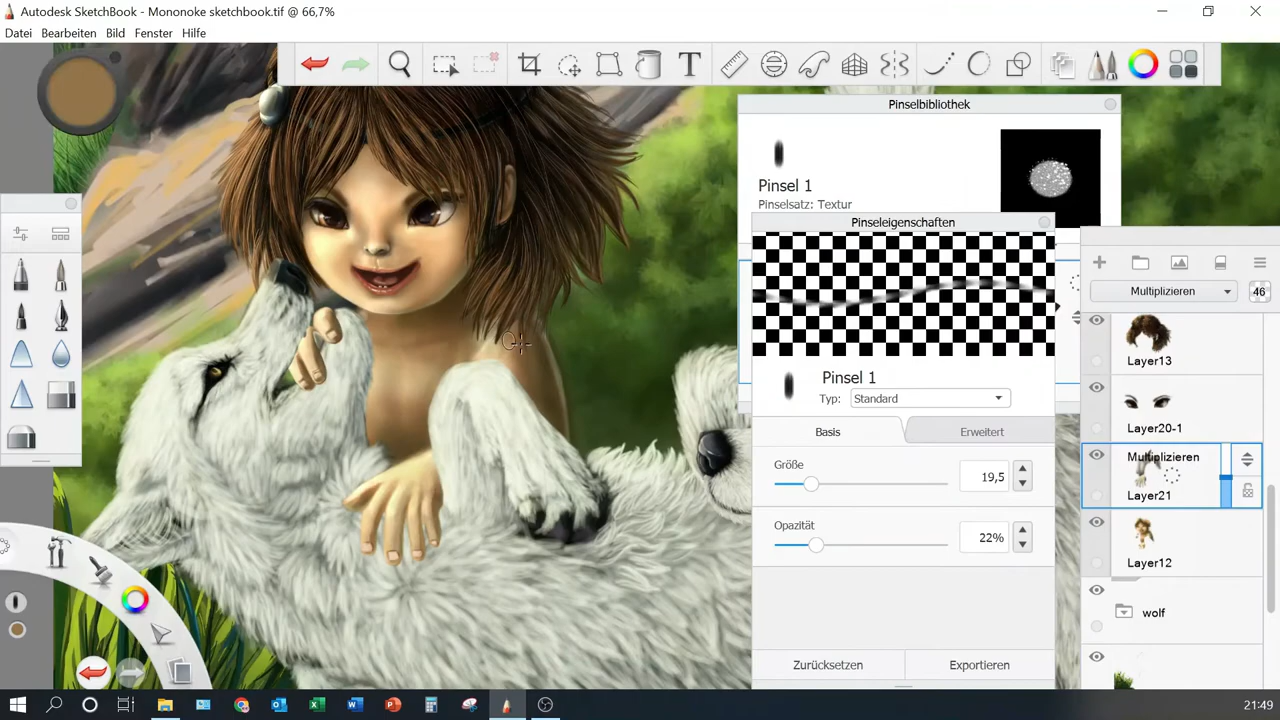 Autodesk SketchBook - Mononoke sketchbook.tif @ 66,7%
Datei Bearbeiten Bild Fenster Hilfe
T
Pinselbibliothek
Pinsel 1
Pinselsatz: Textur
Pinseleigenschaften
Pinsel 1
Typ: Standard
Basis Erweitert
Größe
19,5
Opazität
22%
Zurücksetzen Exportieren
Multiplizieren 46
Layer13
Layer20-1
Multiplizieren
Layer21
Layer12
wolf
21:49